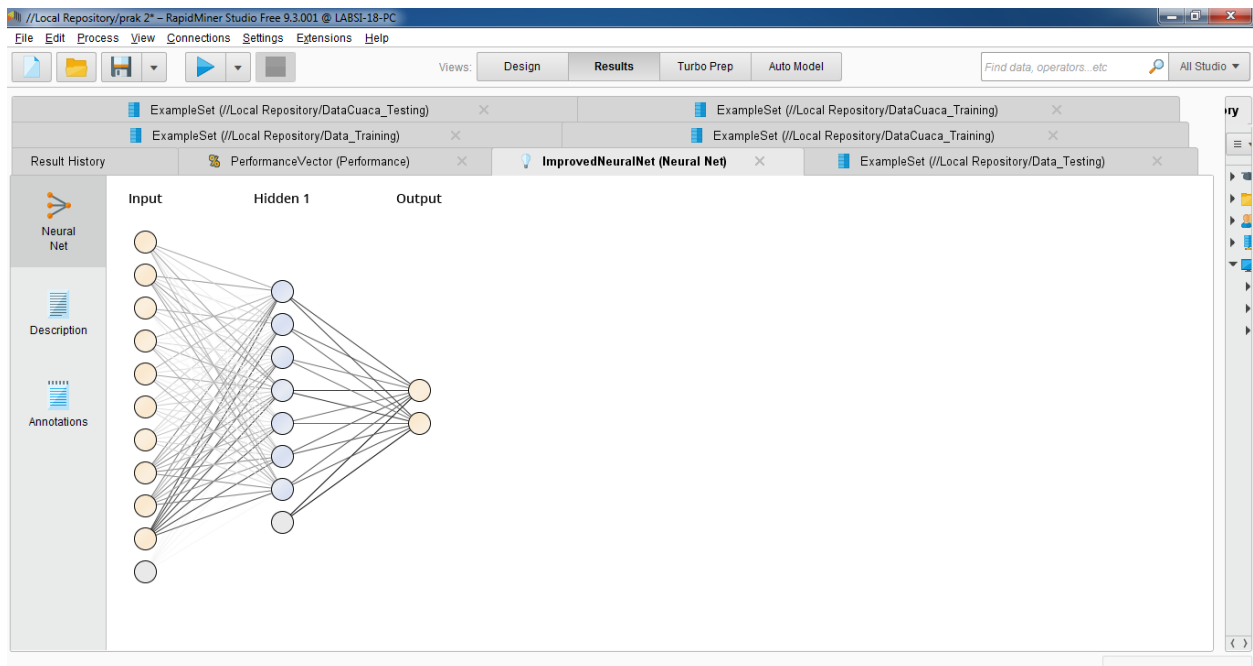 //Local Repository/prak 2* – RapidMiner Studio Free 9.3.001 @ LABSI-18-PC
File Edit Process View Connections Settings Extensions Help
Views: Design Results Turbo Prep Auto Model Find data, operators...etc All Studio
ExampleSet (//Local Repository/DataCuaca_Testing) ExampleSet (//Local Repository/DataCuaca_Training)
ExampleSet (//Local Repository/Data_Training) ExampleSet (//Local Repository/DataCuaca_Training)
Result History PerformanceVector (Performance) ImprovedNeuralNet (Neural Net) ExampleSet (//Local Repository/Data_Testing)
ry
Input Hidden 1 Output
Neural
Net
Description
Annotations